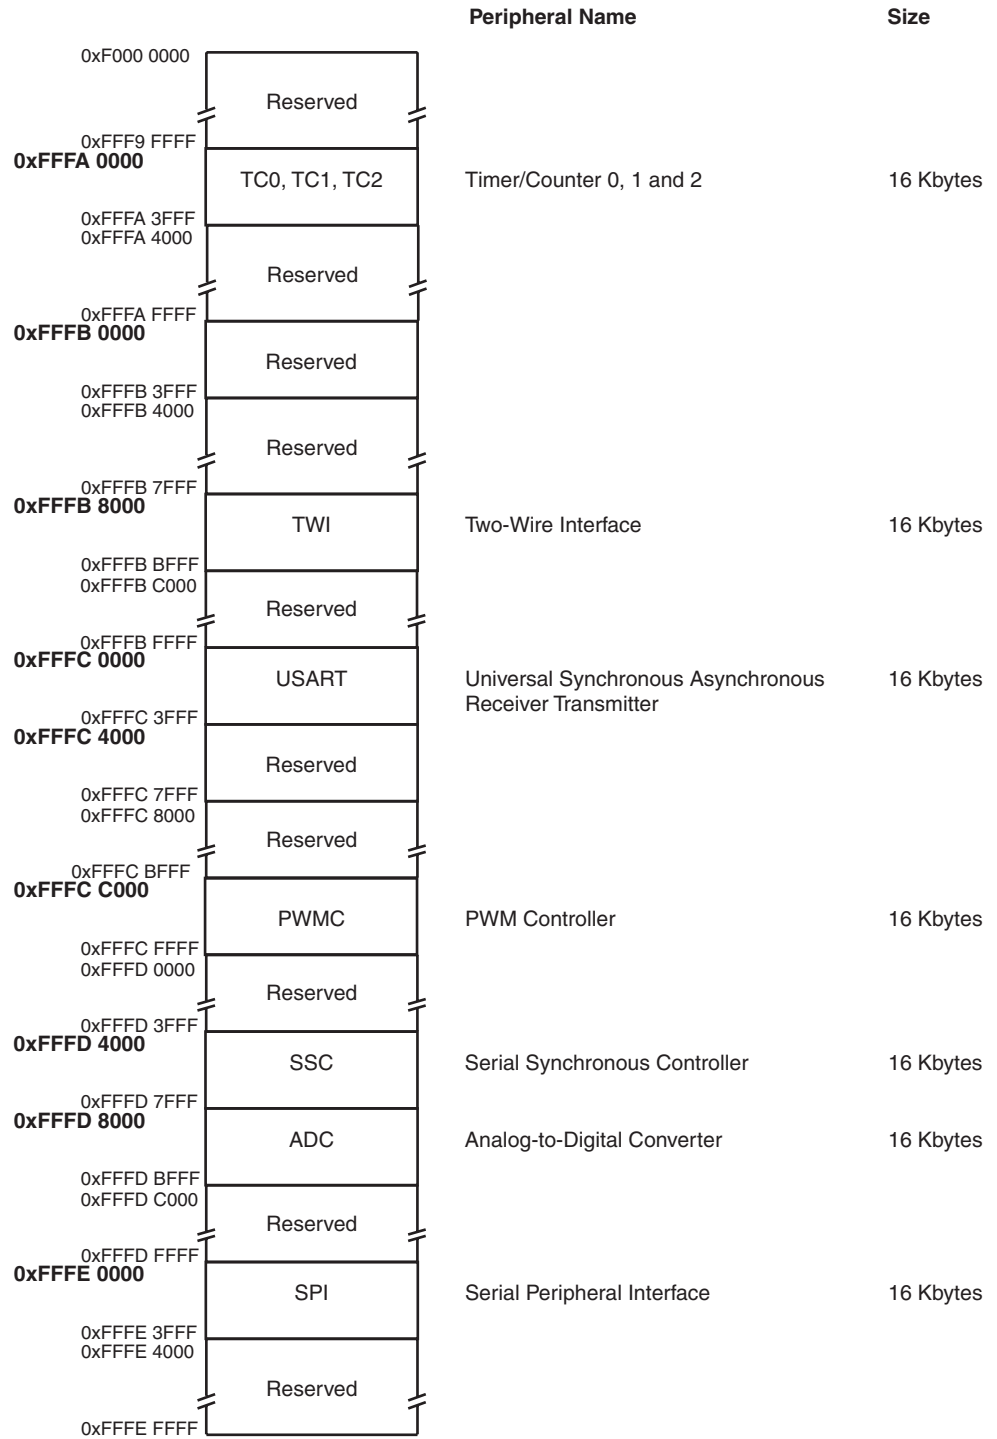 Peripheral Name Size
0xF000 0000
Reserved
0xFFF9 FFFF
0xFFFA 0000
TC0, TC1, TC2 Timer/Counter 0, 1 and 2 16 Kbytes
0xFFFA 3FFF
0xFFFA 4000
Reserved
0xFFFA FFFF
0xFFFB 0000
Reserved
0xFFFB 3FFF
0xFFFB 4000
Reserved
0xFFFB 7FFF
0xFFFB 8000
TWI Two-Wire Interface 16 Kbytes
0xFFFB BFFF
0xFFFB C000
Reserved
0xFFFB FFFF
0xFFFC 0000
USART Universal Synchronous Asynchronous 16 Kbytes
Receiver Transmitter
0xFFFC 3FFF
0xFFFC 4000
Reserved
0xFFFC 7FFF
0xFFFC 8000
Reserved
0xFFFC BFFF
0xFFFC C000
PWMC PWM Controller 16 Kbytes
0xFFFC FFFF
0xFFFD 0000
Reserved
0xFFFD 3FFF
0xFFFD 4000
SSC Serial Synchronous Controller 16 Kbytes
0xFFFD 7FFF
0xFFFD 8000
ADC Analog-to-Digital Converter 16 Kbytes
0xFFFD BFFF
0xFFFD C000
Reserved
0xFFFD FFFF
0xFFFE 0000
SPI Serial Peripheral Interface 16 Kbytes
0xFFFE 3FFF
0xFFFE 4000
Reserved
0xFFFE FFFF